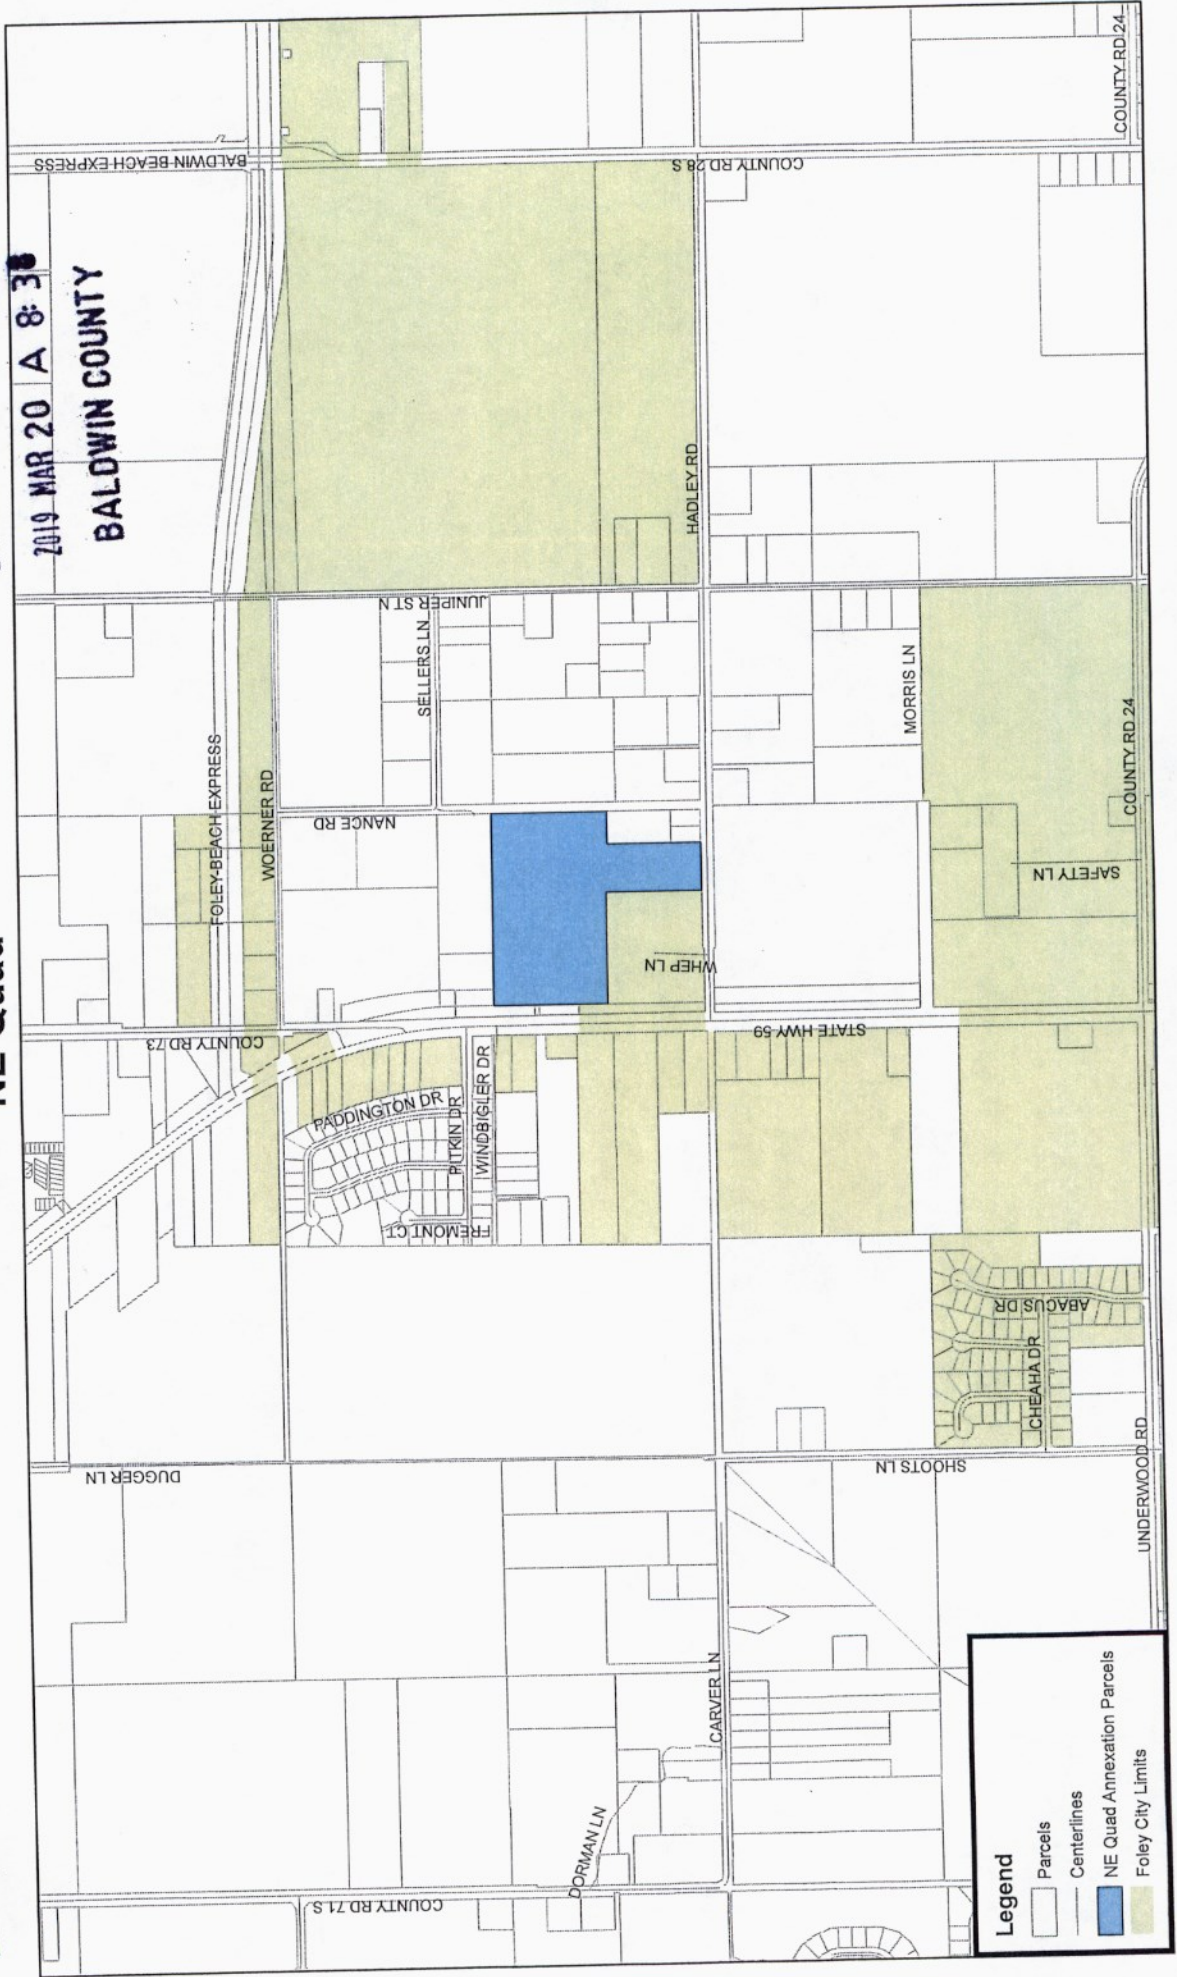 2019 MAR 20 A 8: 3
BALDWIN COUNTY
COUNTY RD 71 S
DORMAN LN
CARVER LN
DUGGER LN
SHOOTS LN
UNDERWOOD RD
CHEAHA DR
ABACUS DR
FREMONT CT
PADDINGTON DR
PITKIN DR
WINDBIGLER DR
COUNTY RD 73
STATE HWY 59
WHEP LN
FOLEY-BEACH-EXPRESS
WOERNER RD
NANCE RD
SELLERS LN
JUNIPER ST N
HADLEY RD
MORRIS LN
SAFETY LN
COUNTY RD 24
BALDWIN BEACH EXPRESS
COUNTY RD 28 S
COUNTY RD 24
Legend
Parcels
Centerlines
NE Quad Annexation Parcels
Foley City Limits